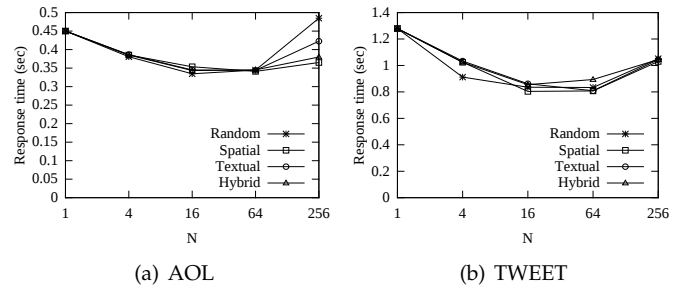 Response time (sec)
0.5
0.45
0.4
0.35
0.3
0.25
0.2
0.15
0.1
0.05
0
Random
Spatial
Textual
Hybrid
1 4 16 64 256
N
(a) AOL
Response time (sec)
1.4
1.2
1
0.8
0.6
0.4
0.2
0
Random
Spatial
Textual
Hybrid
1 4 16 64 256
N
(b) TWEET